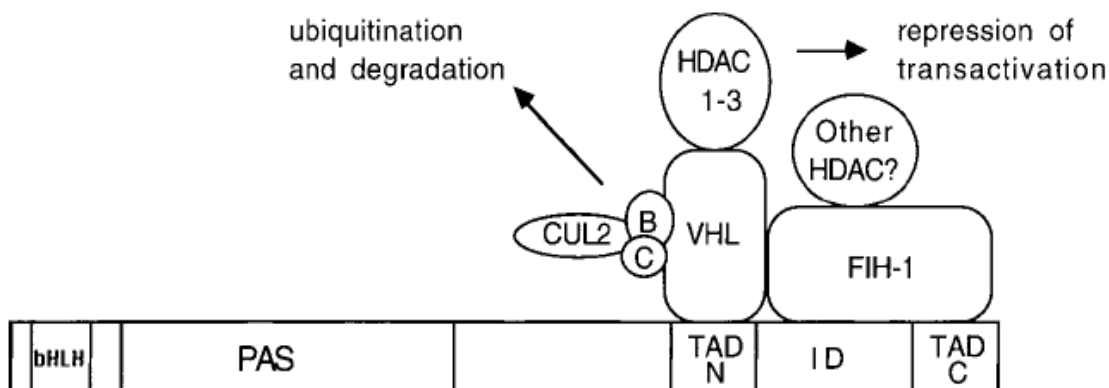 ubiquitination
and degradation
HDAC
1-3
repression of
transactivation
Other
HDAC?
CUL2
B
C
VHL
FIH-1
bHLH
PAS
TAD
N
ID
TAD
C